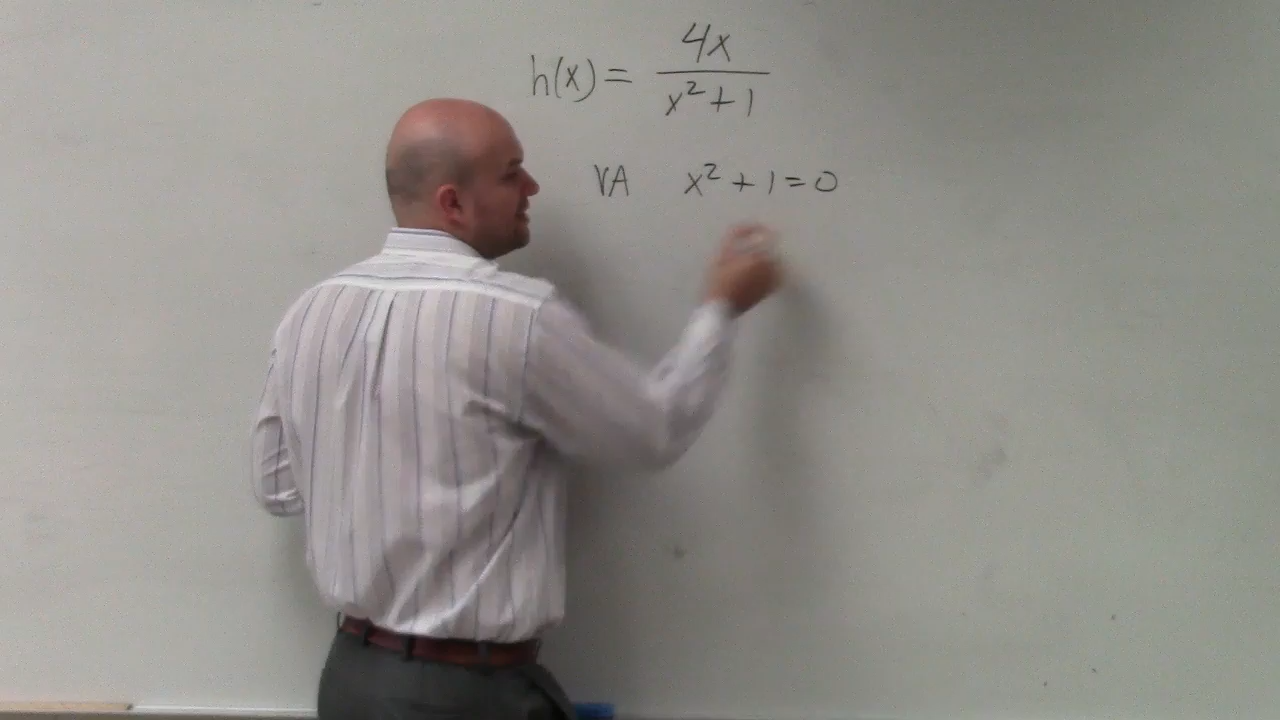 h(x) = 4x / x² + 1
VA x² + 1 = 0